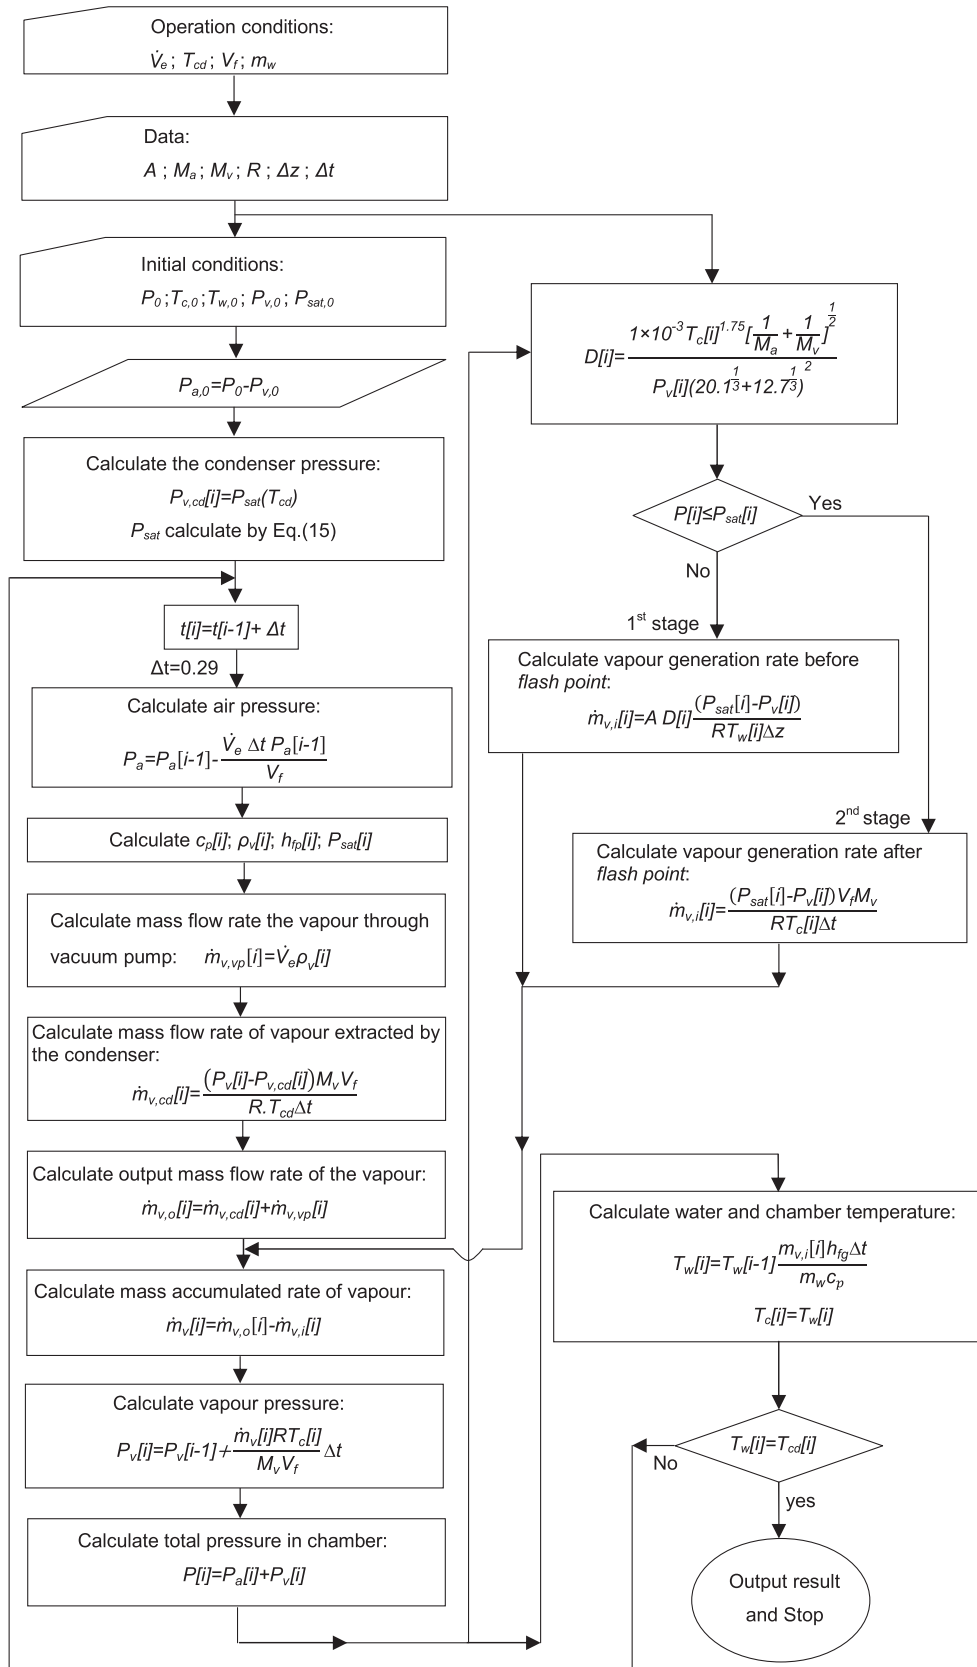 Operation conditions:
V̇e ; Tcd ; Vf ; mw
Data:
A ; Ma ; Mv ; R ; Δz ; Δt
Initial conditions:
P0 ;Tc,0 ;Tw,0 ; Pv,0 ; Psat,0
Pa,0=P0-Pv,0
Calculate the condenser pressure:
Pv,cd[i]=Psat(Tcd)
Psat calculate by Eq.(15)
t[i]=t[i-1]+ Δt
Δt=0.29
Calculate air pressure:
Pa=Pa[i-1]- V̇e Δt Pa[i-1] / Vf
Calculate cp[i]; ρv[i]; hfp[i]; Psat[i]
Calculate mass flow rate the vapour through
vacuum pump: ṁv,vp[i]=V̇eρv[i]
Calculate mass flow rate of vapour extracted by
the condenser:
ṁv,cd[i]= (Pv[i]-Pv,cd[i])MvVf / R.TcdΔt
Calculate output mass flow rate of the vapour:
ṁv,o[i]=ṁv,cd[i]+ṁv,vp[i]
Calculate mass accumulated rate of vapour:
ṁv[i]=ṁv,o[i]-ṁv,i[i]
Calculate vapour pressure:
Pv[i]=Pv[i-1]+ ṁv[i]RTc[i] / MvVf Δt
Calculate total pressure in chamber:
P[i]=Pa[i]+Pv[i]
D[i]= 1×10^-3 Tc[i]^1.75 [1/Ma + 1/Mv]^1/2 / Pv[i](20.1^1/3+12.7^1/3)^2
P[i]≤Psat[i]
Yes
No
1st stage
Calculate vapour generation rate before
flash point:
ṁv,i[i]=A D[i] (Psat[i]-Pv[i]) / RTw[i]Δz
2nd stage
Calculate vapour generation rate after
flash point:
ṁv,i[i]= (Psat[i]-Pv[i])VfMv / RTc[i]Δt
Calculate water and chamber temperature:
Tw[i]=Tw[i-1] mv,i[i]hfgΔt / mwcp
Tc[i]=Tw[i]
Tw[i]=Tcd[i]
No
yes
Output result
and Stop